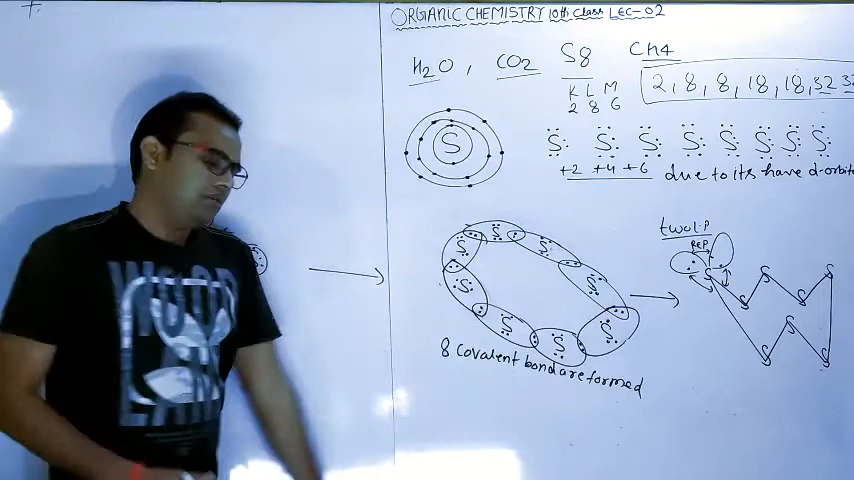 ORGANIC CHEMISTRY 10th Class LEC-02
H2O, CO2 S8 CH4
K L M
2 8 6
2, 8, 8, 18, 18, 32
S
S S S S S S S S
+2 +4 +6 due to its have d-orbit
two l.P
REP
S S S S S S S S
S S S S S S S S
8 covalent bond are formed